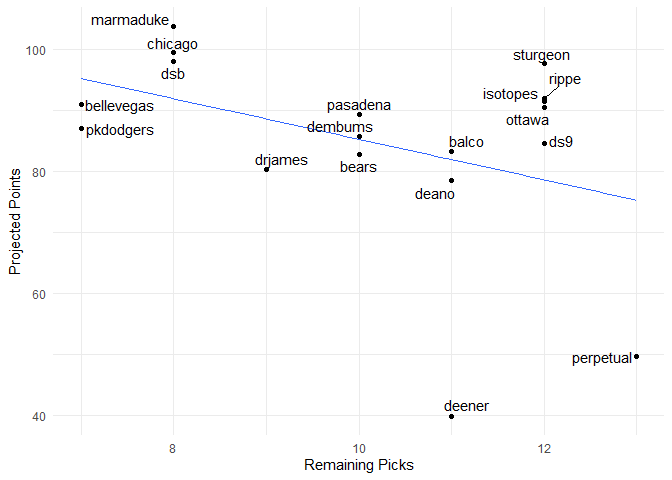 marmaduke
chicago
dsb
sturgeon
rippe
isotopes
bellevegas
pasadena
ottawa
pkdodgers
dembums
balco
ds9
drjames
bears
deano
perpetual
deener
100
80
60
40
8
10
12
Projected Points
Remaining Picks